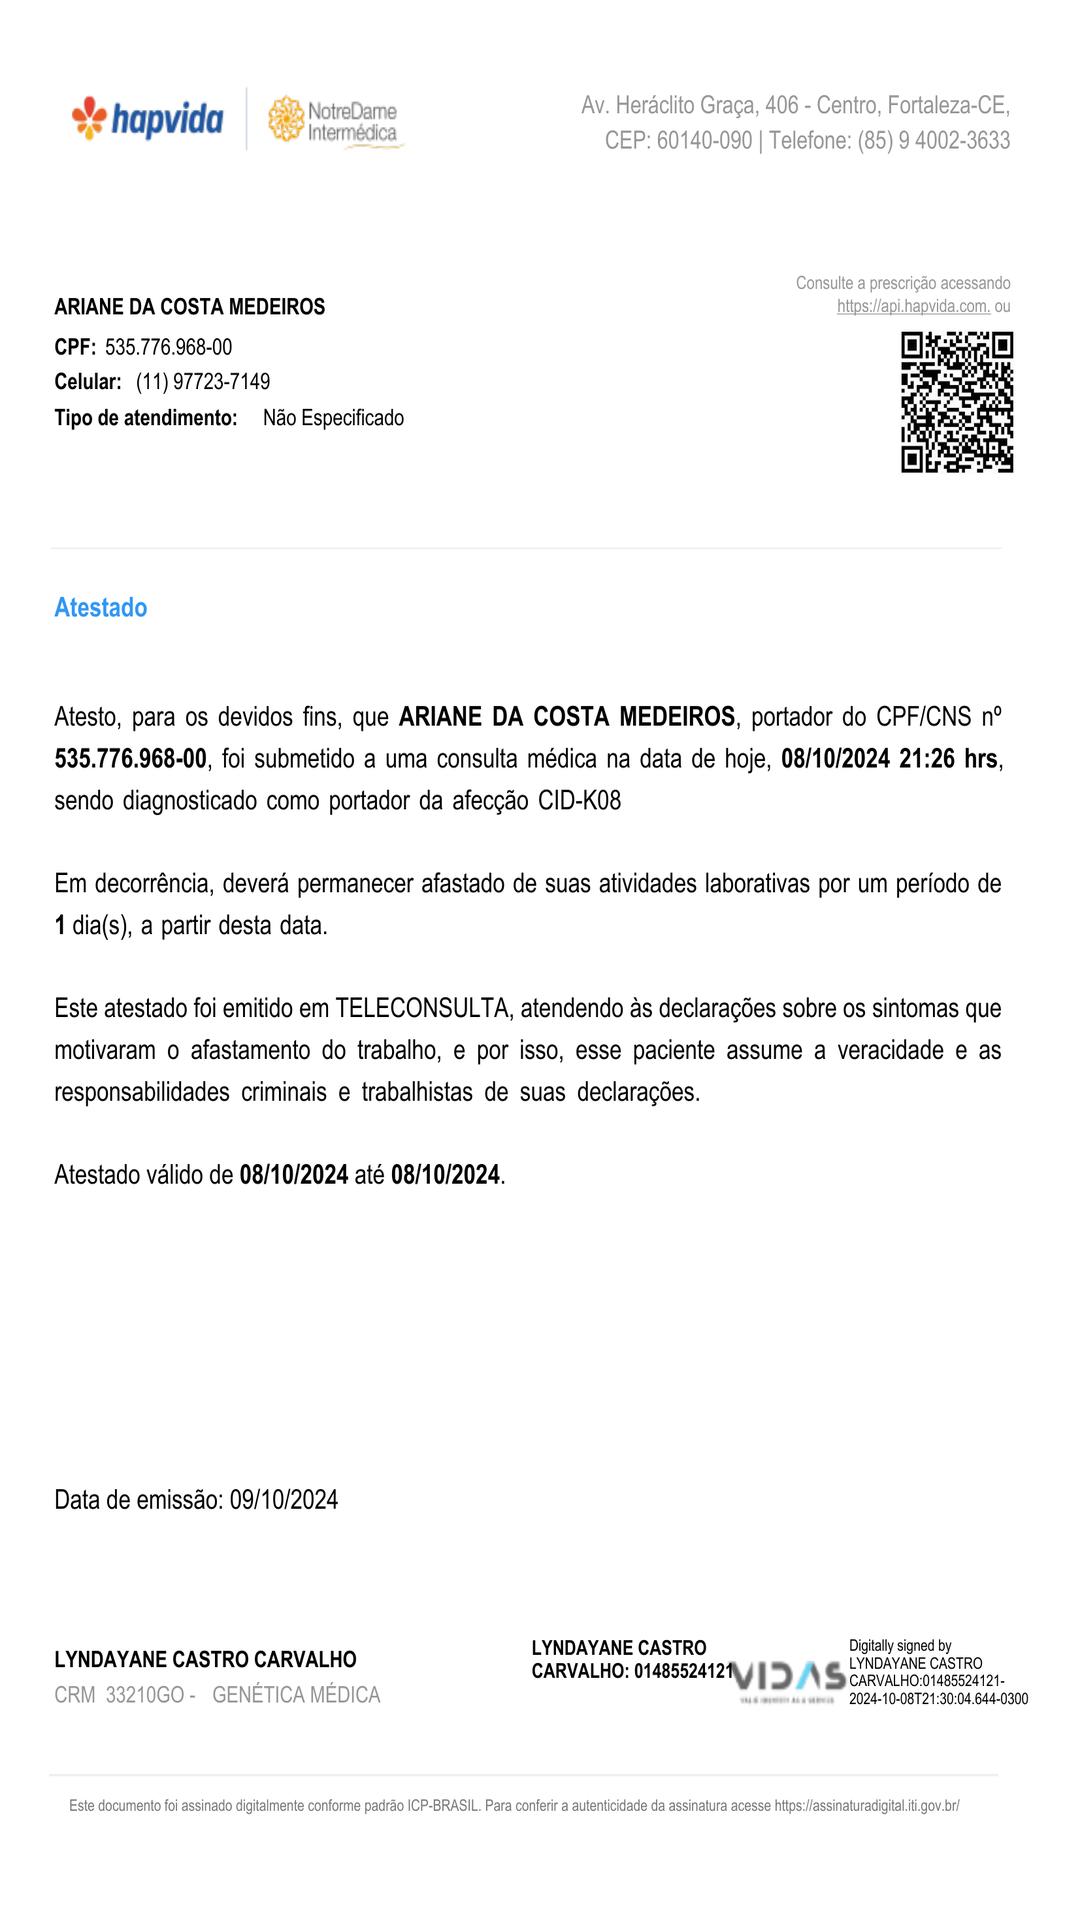 hapvida
NotreDame
Intermédica
Av. Heráclito Graça, 406 - Centro, Fortaleza-CE,
CEP: 60140-090 | Telefone: (85) 9 4002-3633
Consulte a prescrição acessando
https://api.hapvida.com. ou
ARIANE DA COSTA MEDEIROS
CPF: 535.776.968-00
Celular: (11) 97723-7149
Tipo de atendimento: Não Especificado
Atestado
Atesto, para os devidos fins, que ARIANE DA COSTA MEDEIROS, portador do CPF/CNS nº
535.776.968-00, foi submetido a uma consulta médica na data de hoje, 08/10/2024 21:26 hrs,
sendo diagnosticado como portador da afecção CID-K08
Em decorrência, deverá permanecer afastado de suas atividades laborativas por um período de
1 dia(s), a partir desta data.
Este atestado foi emitido em TELECONSULTA, atendendo às declarações sobre os sintomas que
motivaram o afastamento do trabalho, e por isso, esse paciente assume a veracidade e as
responsabilidades criminais e trabalhistas de suas declarações.
Atestado válido de 08/10/2024 até 08/10/2024.
Data de emissão: 09/10/2024
LYNDAYANE CASTRO CARVALHO
CRM 33210GO - GENÉTICA MÉDICA
LYNDAYANE CASTRO
CARVALHO: 01485524121
VIDAS
Digitally signed by
LYNDAYANE CASTRO
CARVALHO:01485524121-
2024-10-08T21:30:04.644-0300
Este documento foi assinado digitalmente conforme padrão ICP-BRASIL. Para conferir a autenticidade da assinatura acesse https://assinaturadigital.iti.gov.br/